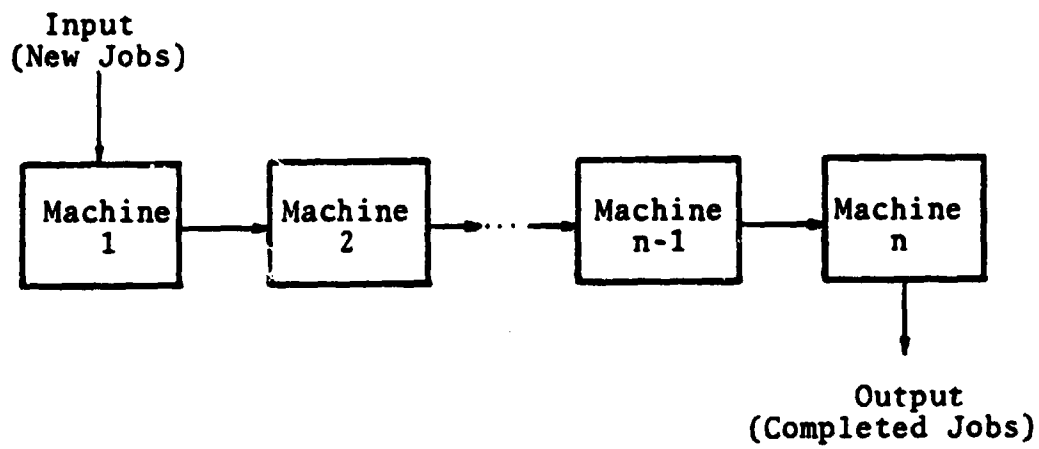 Input
(New Jobs)
Machine
1
Machine
2
...
Machine
n-1
Machine
n
Output
(Completed Jobs)